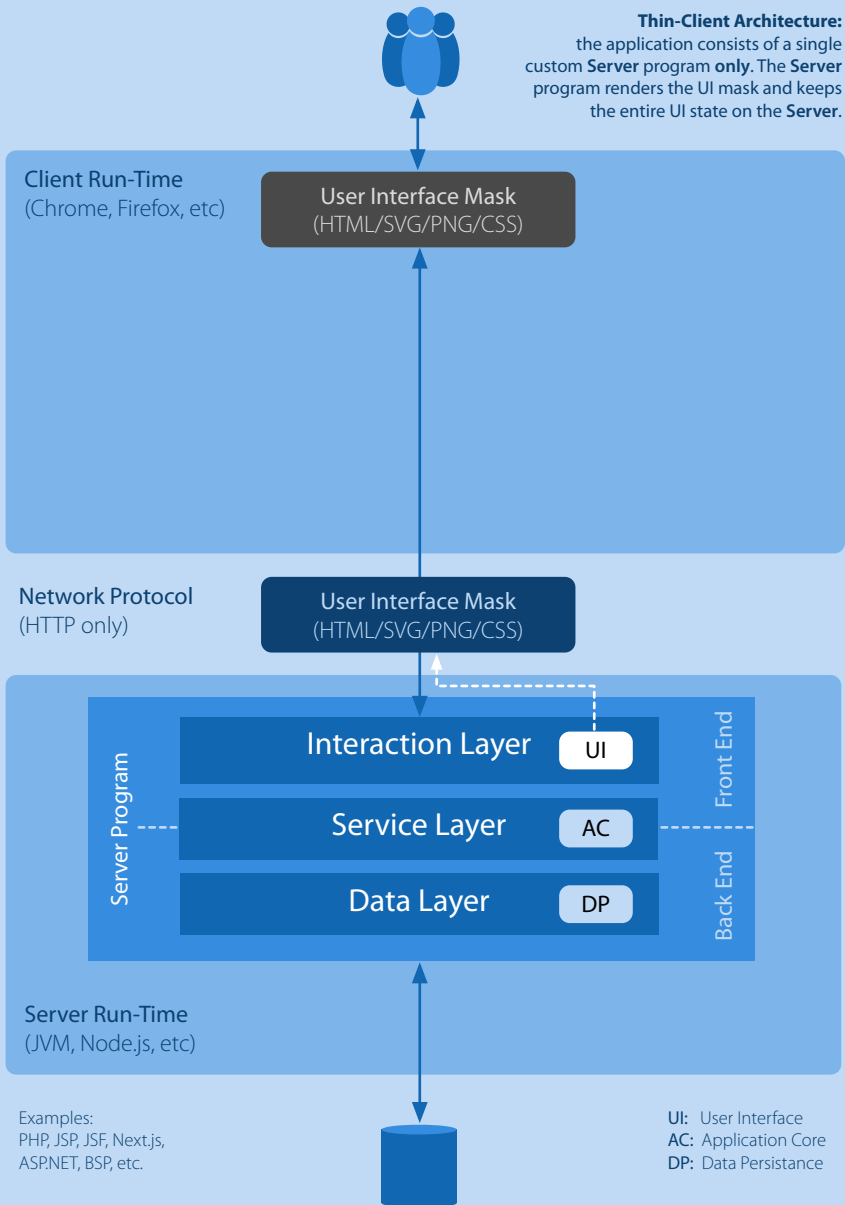 Thin-Client Architecture:
the application consists of a single
custom Server program only. The Server
program renders the UI mask and keeps
the entire UI state on the Server.
Client Run-Time
(Chrome, Firefox, etc)
User Interface Mask
(HTML/SVG/PNG/CSS)
Network Protocol
(HTTP only)
User Interface Mask
(HTML/SVG/PNG/CSS)
Server Program
Interaction Layer
UI
Front End
Service Layer
AC
Data Layer
DP
Back End
Server Run-Time
(JVM, Node.js, etc)
Examples:
PHP, JSP, JSF, Next.js,
ASP.NET, BSP, etc.
UI: User Interface
AC: Application Core
DP: Data Persistance